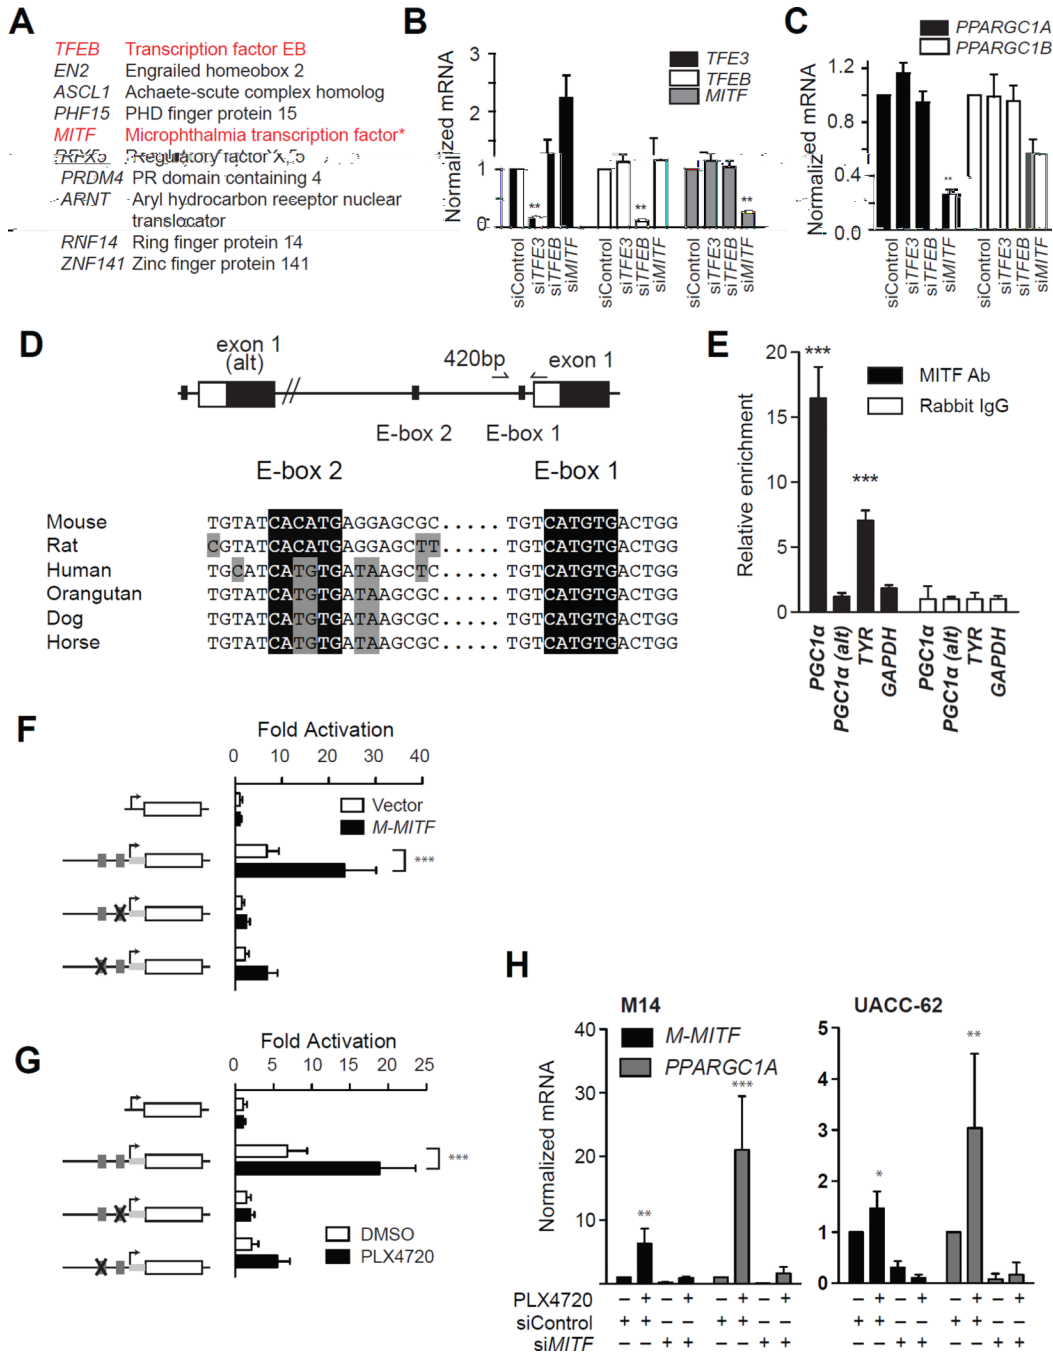 A
TFEB Transcription factor EB
EN2 Engrailed homeobox 2
ASCL1 Achaete-scute complex homolog
PHF15 PHD finger protein 15
MITF Microphthalmia transcription factor*
PRDM4 PR domain containing 4
ARNT Aryl hydrocarbon receptor nuclear
translocator
RNF14 Ring finger protein 14
ZNF141 Zinc finger protein 141
B
Normalized mRNA
3
2
1
0
TFE3
TFEB
MITF
** ** **
siControl siTFE3 siTFEB siMITF siControl siTFE3 siTFEB siMITF siControl siTFE3 siTFEB siMITF
C
PPARGC1A
PPARGC1B
Normalized mRNA
1.2
0.8
0.4
0.0
**
siControl siTFE3 siTFEB siMITF siControl siTFE3 siTFEB siMITF
D
exon 1
(alt)
420bp exon 1
E-box 2 E-box 1
E-box 2 E-box 1
Mouse TGTATCACATGAGGAGCGC.....TGTCATGTGACTGG
Rat CGTATCACATGAGGAGCTT.....TGTCATGTGACTGG
Human TGCATCATGTGATAAGCTC.....TGTCATGTGACTGG
Orangutan TGTATCATGTGATAAGCGC.....TGTCATGTGACTGG
Dog TGTATCATGTGATAAGCGC.....TGTCATGTGACTGG
Horse TGTATCATGTGATAAGCGC.....TGTCATGTGACTGG
E
Relative enrichment
20
15
10
5
0
*** ***
MITF Ab
Rabbit IgG
PGC1α PGC1α (alt) TYR GAPDH PGC1α PGC1α (alt) TYR GAPDH
F
Fold Activation
0 10 20 30 40
Vector
M-MITF
***
G
Fold Activation
0 5 10 15 20 25
***
DMSO
PLX4720
H
M14
Normalized mRNA
40
30
20
10
M-MITF
PPARGC1A
** ***
UACC-62
5
4
3
2
1
0
* **
PLX4720 – + – + – + – + – + – + – + – +
siControl + + – – + + – – + + – – + + – –
siMITF – – + + – – + + – – + + – – + +